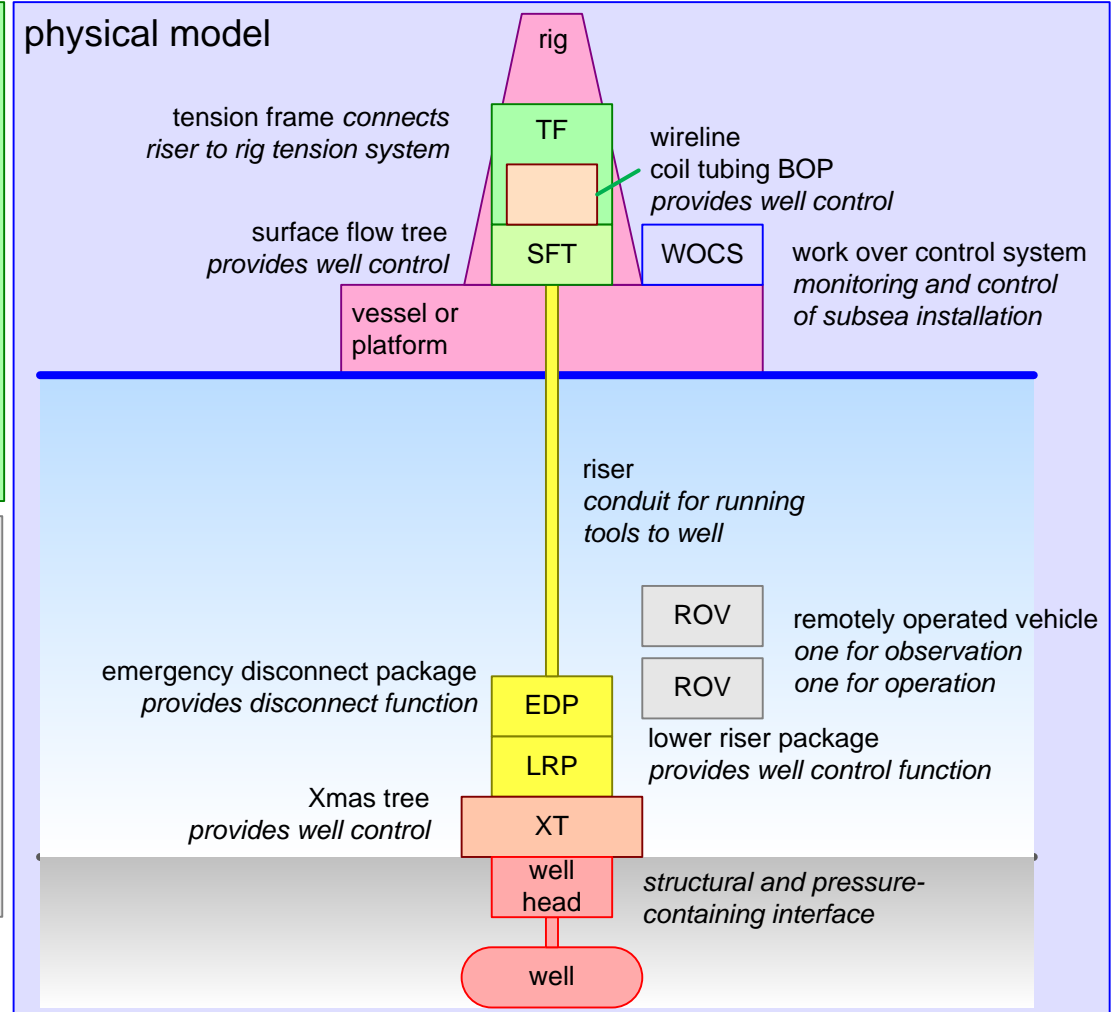 physical model
rig
tension frame connects
riser to rig tension system
TF
wireline
coil tubing BOP
provides well control
surface flow tree
provides well control
SFT
WOCS
work over control system
monitoring and control
of subsea installation
vessel or
platform
riser
conduit for running
tools to well
ROV
remotely operated vehicle
one for observation
one for operation
ROV
emergency disconnect package
provides disconnect function
EDP
lower riser package
provides well control function
LRP
Xmas tree
provides well control
XT
well
head
structural and pressure-
containing interface
well